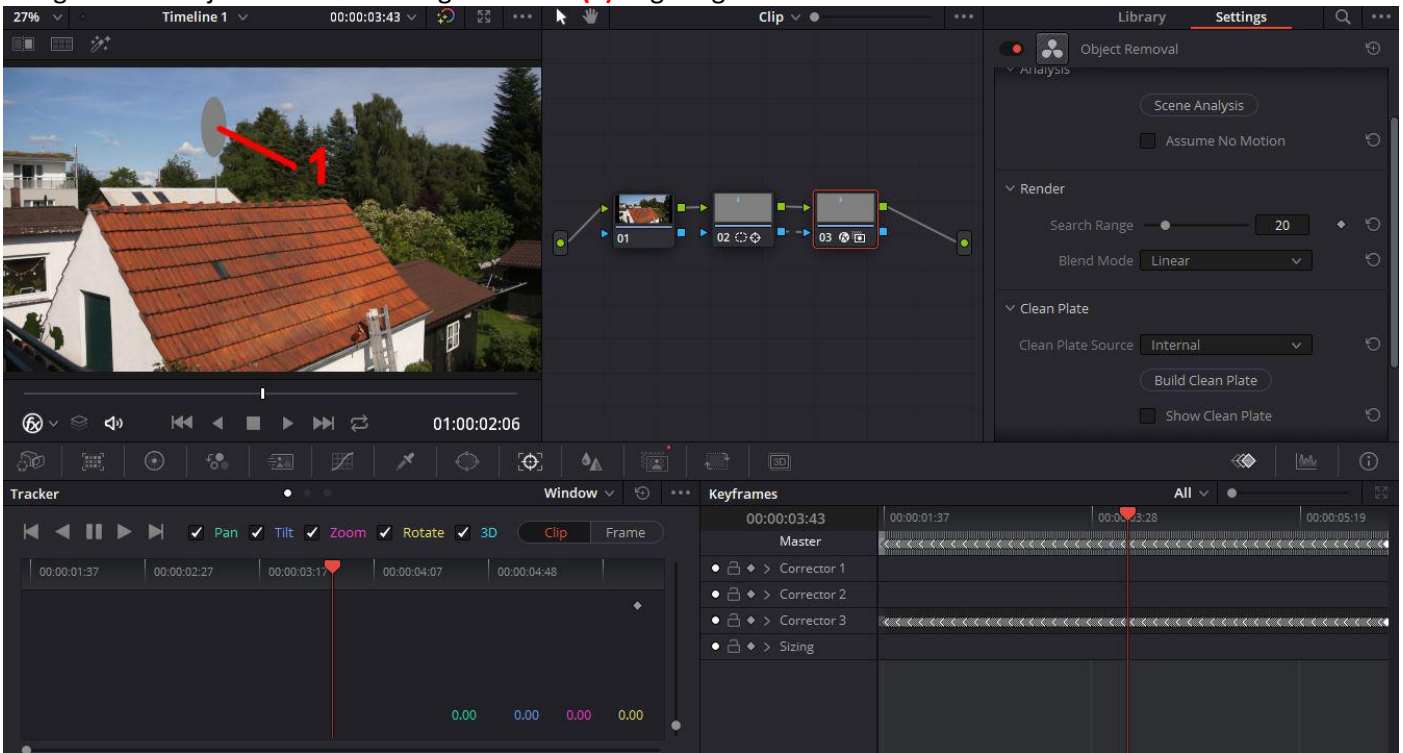 (1)
27% Timeline 1 00:00:03:43 Clip Library Settings
Object Removal
Analysis
Scene Analysis
Assume No Motion
1
Render
Search Range 20
Blend Mode Linear
01 02 03
Clean Plate
Clean Plate Source Internal
Build Clean Plate
Show Clean Plate
01:00:02:06
3D
Tracker Window Keyframes All
Pan Tilt Zoom Rotate 3D Clip Frame
00:00:01:37 00:00:02:27 00:00:03:17 00:00:04:07 00:00:04:48
0.00 0.00 0.00 0.00
00:00:03:43 00:00:01:37 00:00:05:19
Master
Corrector 1
Corrector 2
Corrector 3
Sizing